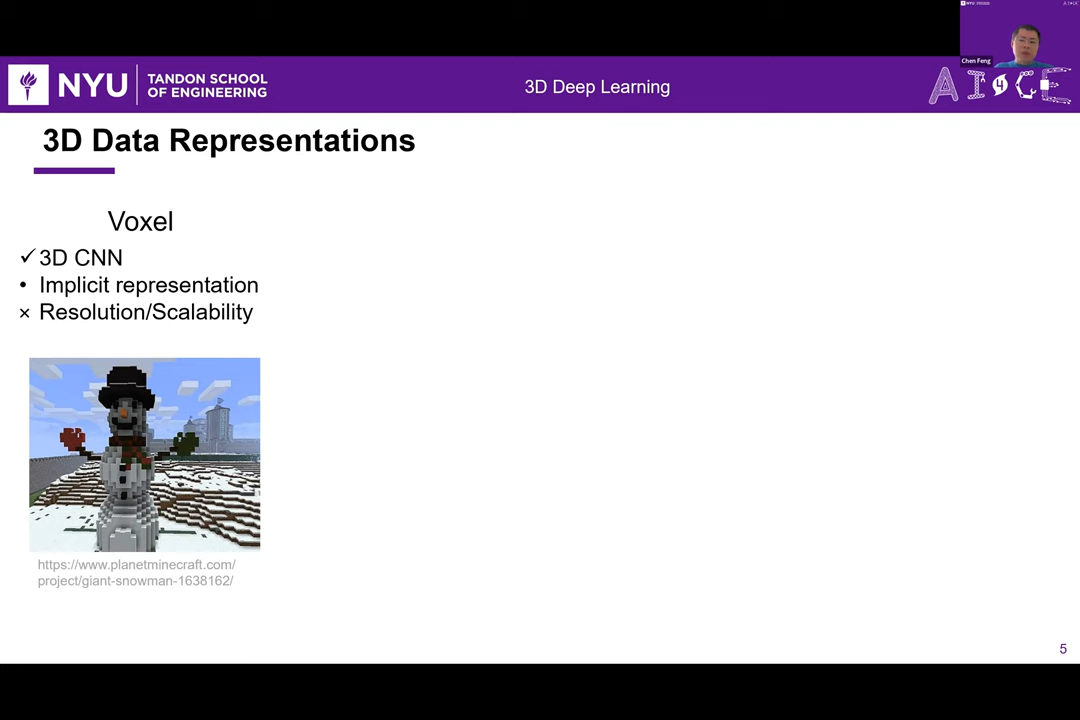 Chen Feng
NYU
TANDON SCHOOL
OF ENGINEERING
3D Deep Learning
AI4CE
3D Data Representations
Voxel
✓ 3D CNN
• Implicit representation
× Resolution/Scalability
https://www.planetminecraft.com/
project/giant-snowman-1638162/
5